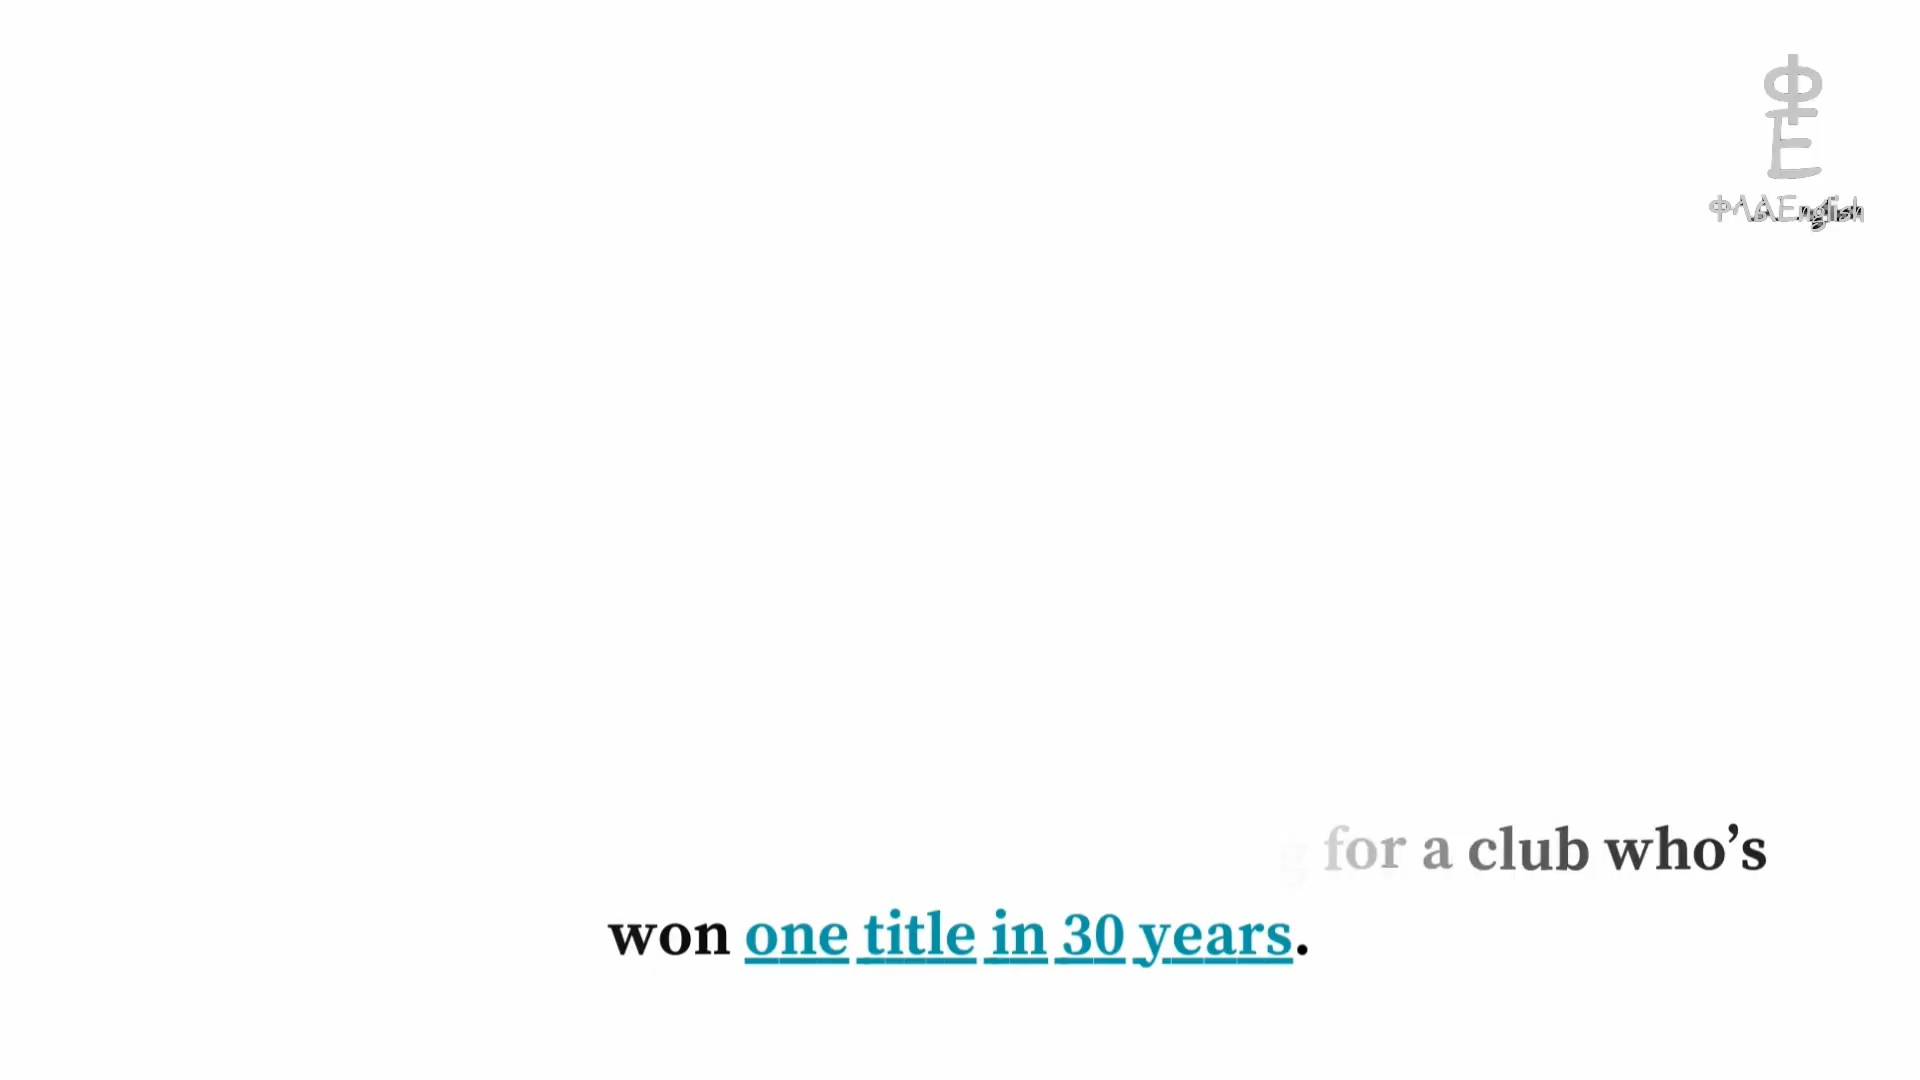 for a club who’s
won one title in 30 years.